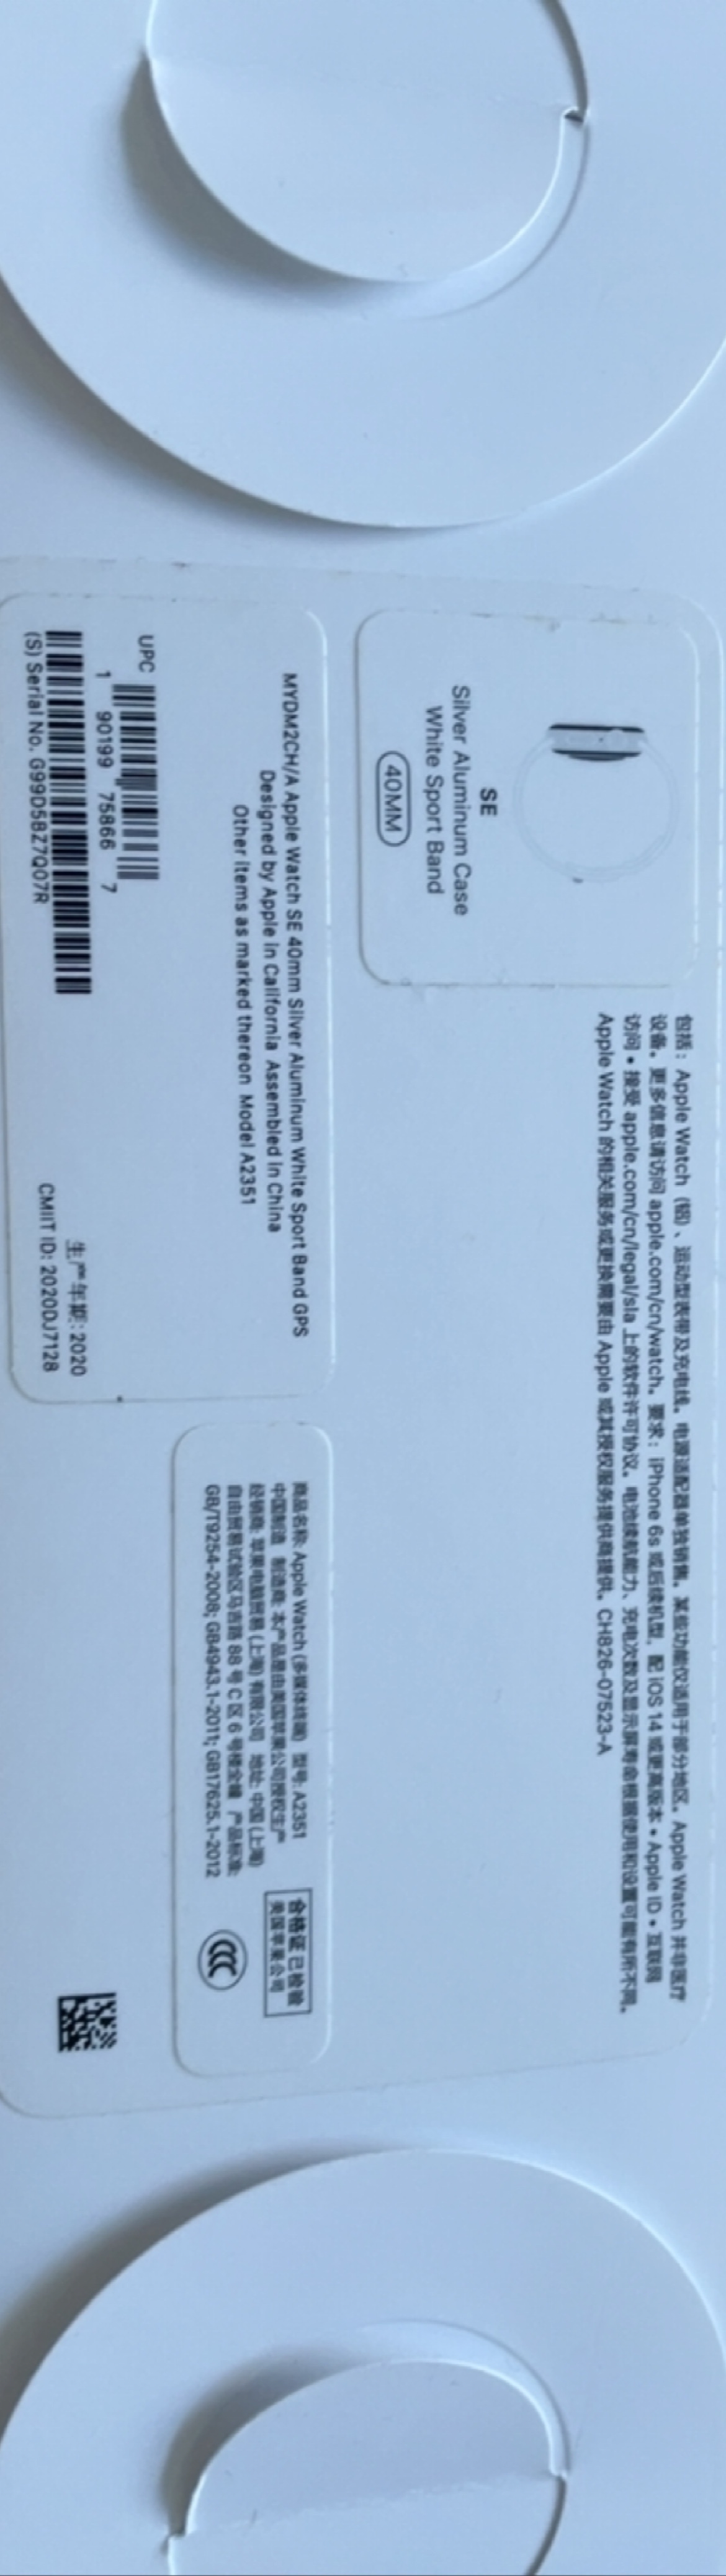 SE
Silver Aluminum Case
White Sport Band
40MM
包括：Apple Watch（铝）、运动型表带及充电线。电源适配器单独销售。某些功能仅适用于部分地区。Apple Watch 并非医疗
设备。更多信息请访问 apple.com/cn/watch。要求：iPhone 6s 或后续机型，配 iOS 14 或更高版本 • Apple ID • 互联网
访问 • 接受 apple.com/cn/legal/sla 上的软件许可协议。电池续航能力、充电次数及显示屏寿命根据使用和设置可能有所不同。
Apple Watch 的相关服务或更换需要由 Apple 或其授权服务提供商提供。CH826-07523-A
MYDM2CH/A Apple Watch SE 40mm Silver Aluminum White Sport Band GPS
Designed by Apple in California Assembled in China
Other items as marked thereon Model A2351
UPC
1 90199 75866 7
(S) Serial No. G99D58Z7Q07R
生产年期: 2020
CMIIT ID: 2020DJ7128
商品名称: Apple Watch (多媒体终端) 型号: A2351
中国制造 制造商: 本产品是由美国苹果公司授权生产
经销商: 苹果电脑贸易 (上海) 有限公司 地址: 中国 (上海)
自由贸易试验区马吉路 88 号 C 区 6 号楼全幢 产品标准:
GB/T9254-2008; GB4943.1-2011; GB17625.1-2012
合格证 已检验
美国苹果公司
CCC